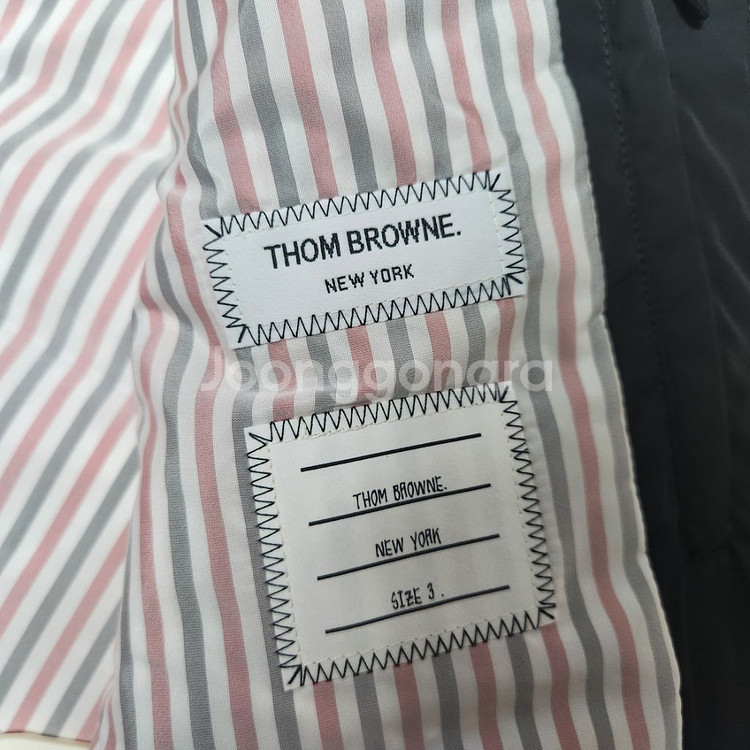 THOM BROWNE.
NEW YORK
Joonggonara
THOM BROWNE.
NEW YORK
SIZE 3.